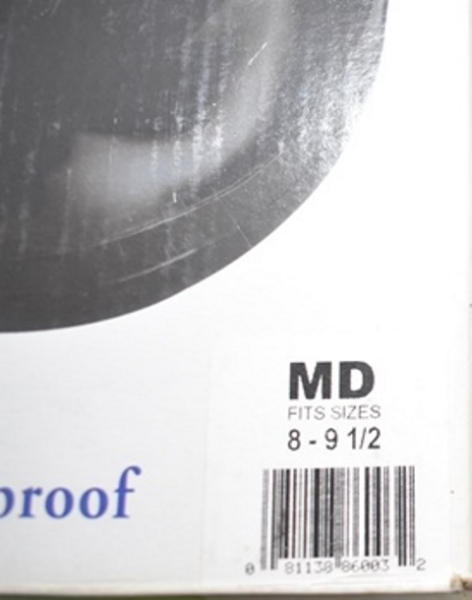 MD
FITS SIZES
8 - 9 1/2
proof
0 81138 86003 2